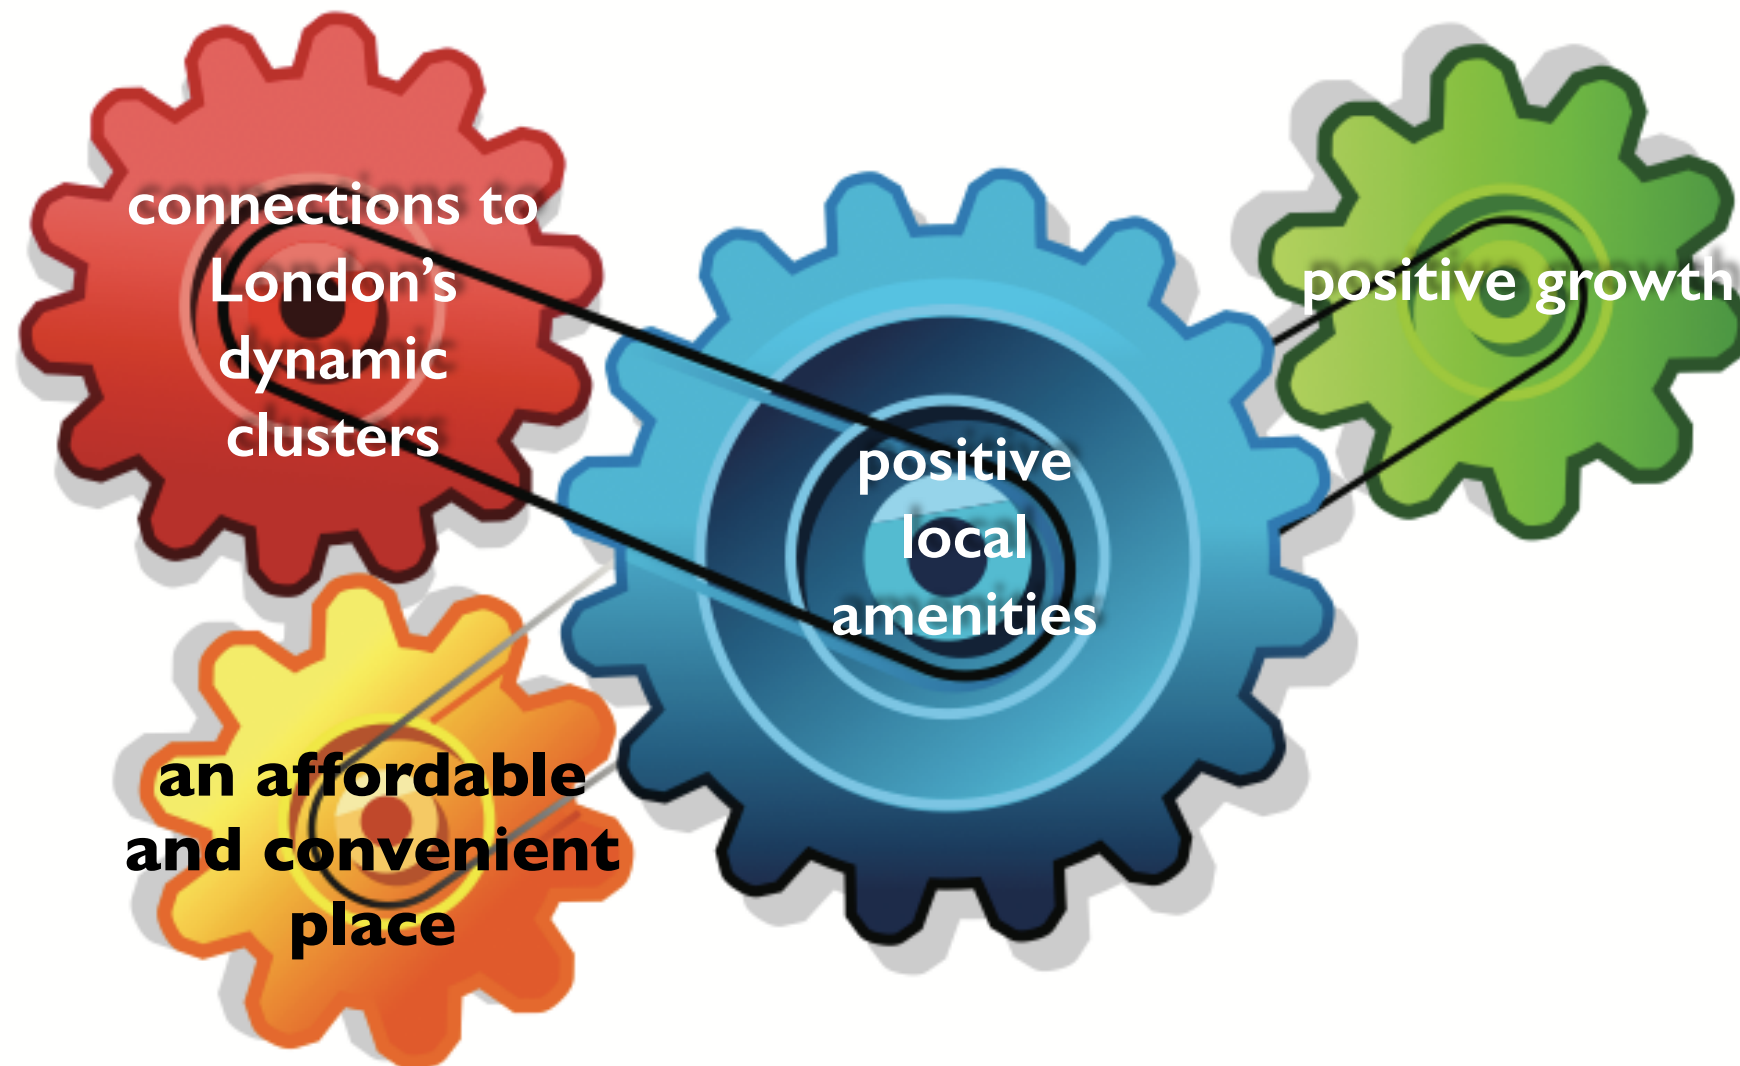 connections to
London’s
dynamic
clusters
positive growth
positive
local
amenities
an affordable
and convenient
place